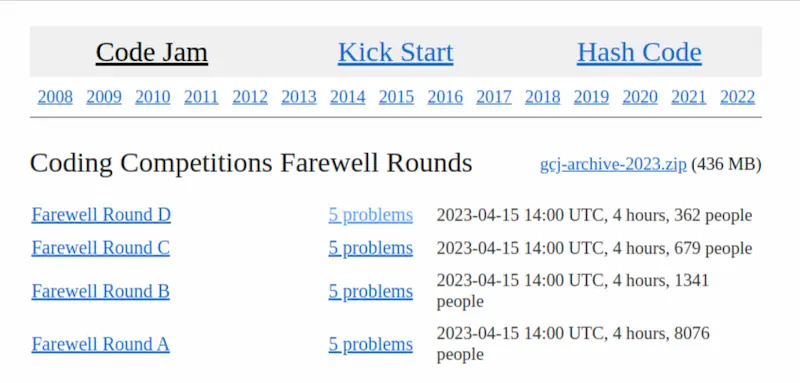 Code Jam Kick Start Hash Code
2008 2009 2010 2011 2012 2013 2014 2015 2016 2017 2018 2019 2020 2021 2022
Coding Competitions Farewell Rounds gcj-archive-2023.zip (436 MB)
Farewell Round D 5 problems 2023-04-15 14:00 UTC, 4 hours, 362 people
Farewell Round C 5 problems 2023-04-15 14:00 UTC, 4 hours, 679 people
Farewell Round B 5 problems 2023-04-15 14:00 UTC, 4 hours, 1341
people
Farewell Round A 5 problems 2023-04-15 14:00 UTC, 4 hours, 8076
people